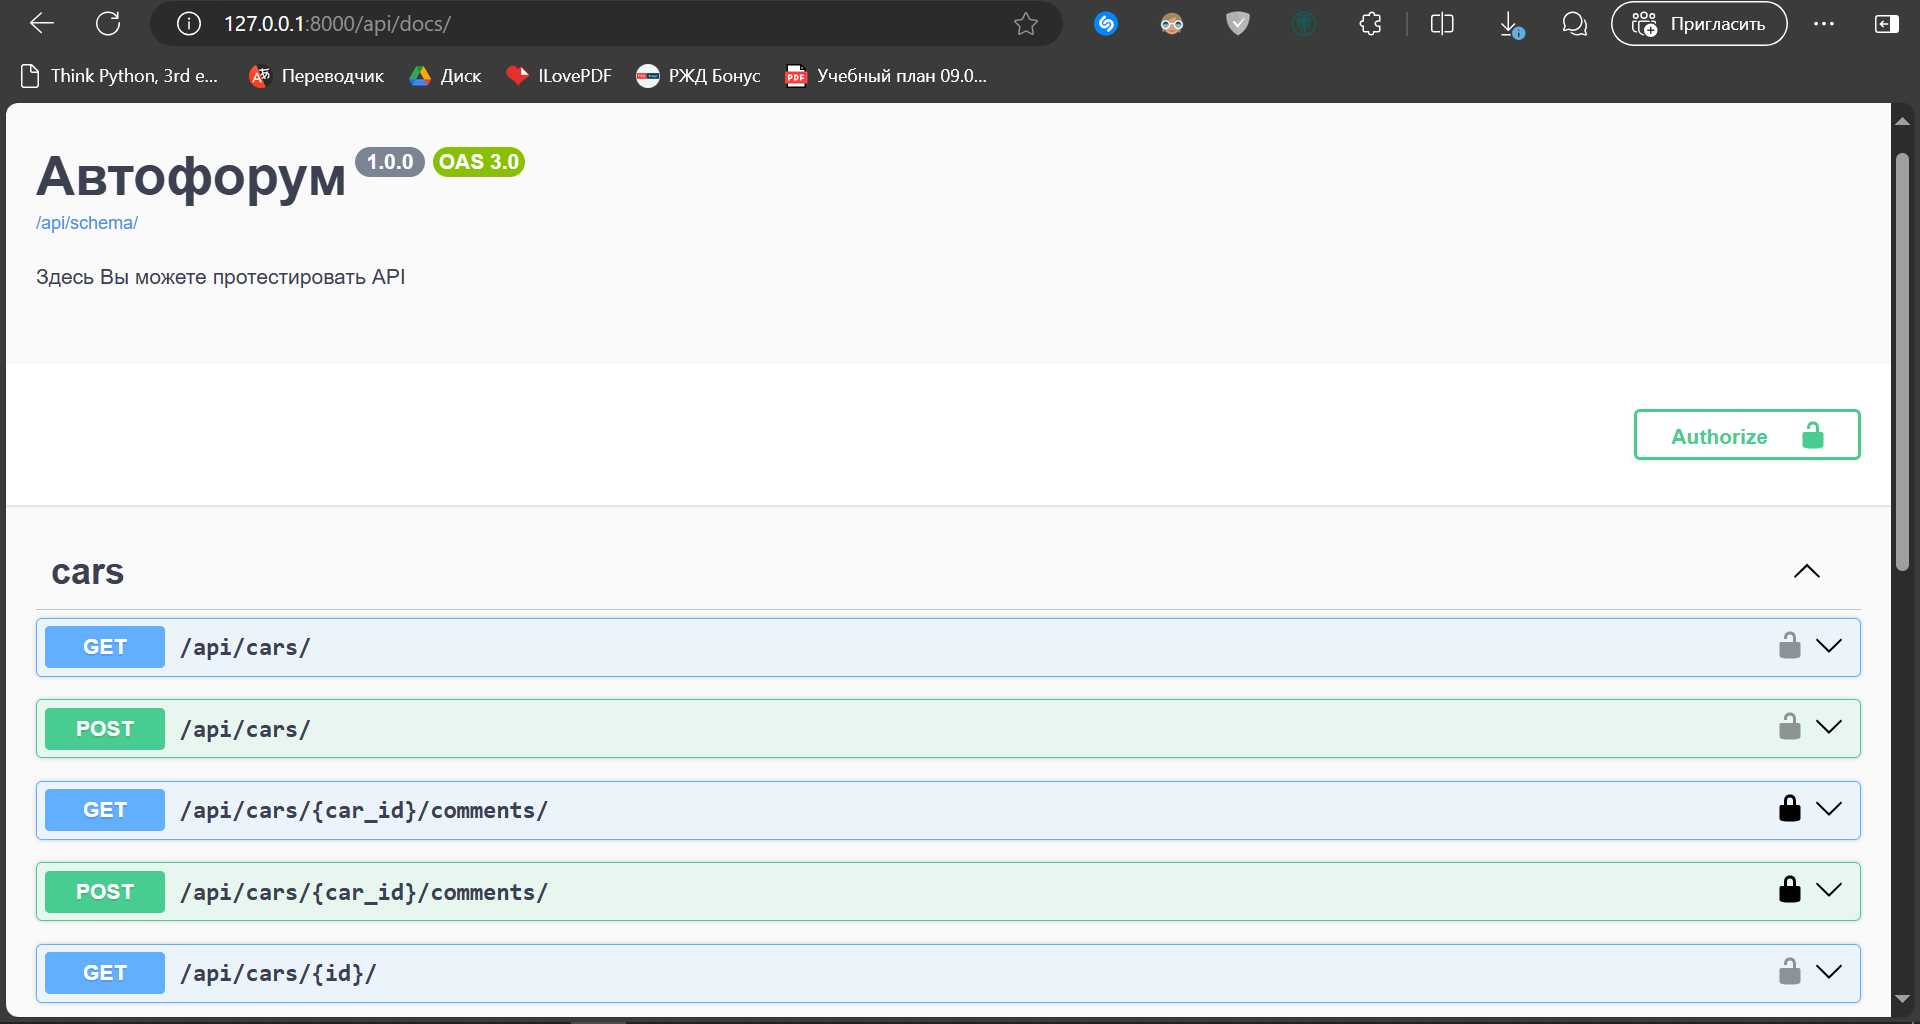 127.0.0.1:8000/api/docs/
Пригласить
Think Python, 3rd e...
Переводчик
Диск
ILovePDF
РЖД Бонус
PDF
Учебный план 09.0...
Автофорум 1.0.0 OAS 3.0
/api/schema/
Здесь Вы можете протестировать API
Authorize
cars
GET /api/cars/
POST /api/cars/
GET /api/cars/{car_id}/comments/
POST /api/cars/{car_id}/comments/
GET /api/cars/{id}/